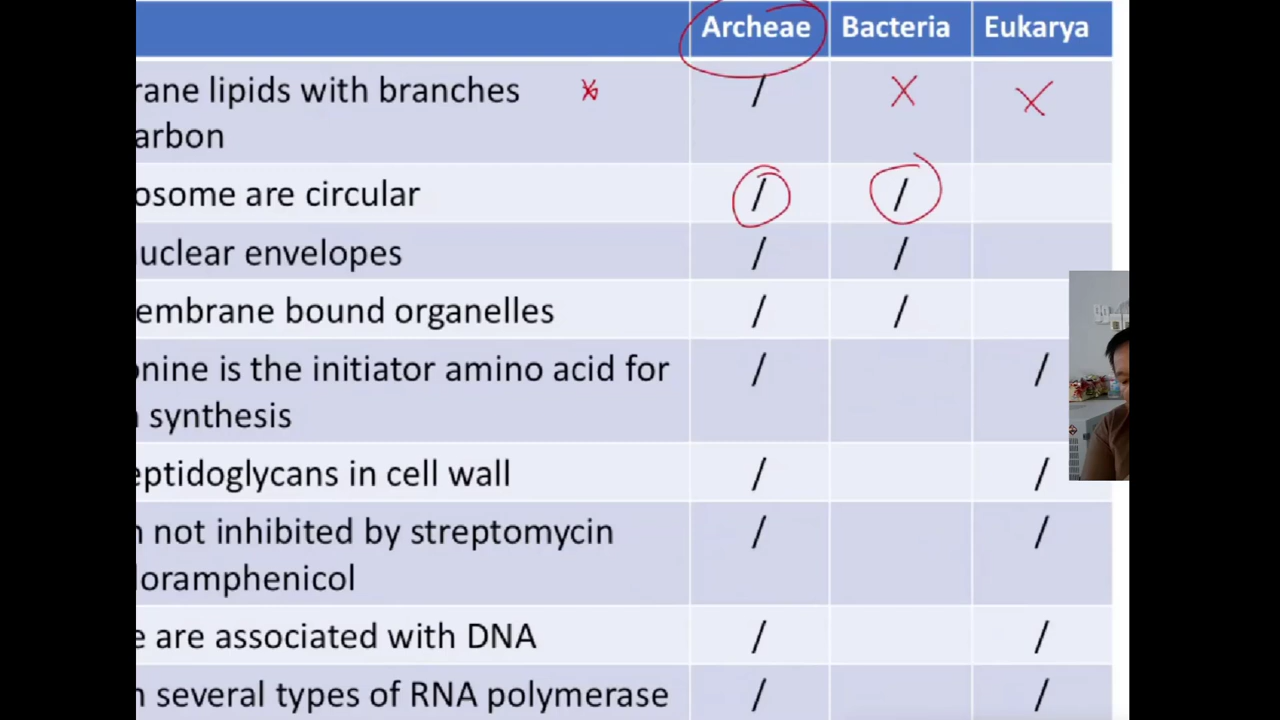 Archeae Bacteria Eukarya
rane lipids with branches / X X
arbon
osome are circular / /
uclear envelopes / /
embrane bound organelles / /
onine is the initiator amino acid for / /
synthesis
eptidoglycans in cell wall / /
not inhibited by streptomycin / /
loramphenicol
e are associated with DNA / /
several types of RNA polymerase / /